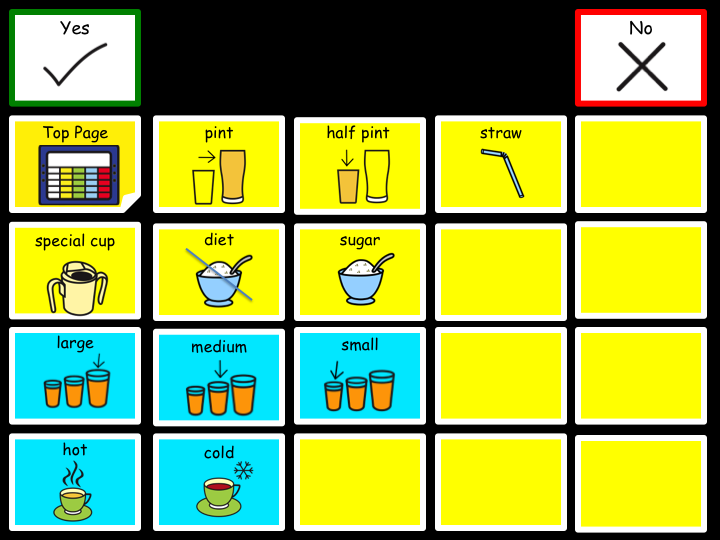 Yes
No
Top Page
pint
half pint
straw
special cup
diet
sugar
large
medium
small
hot
cold